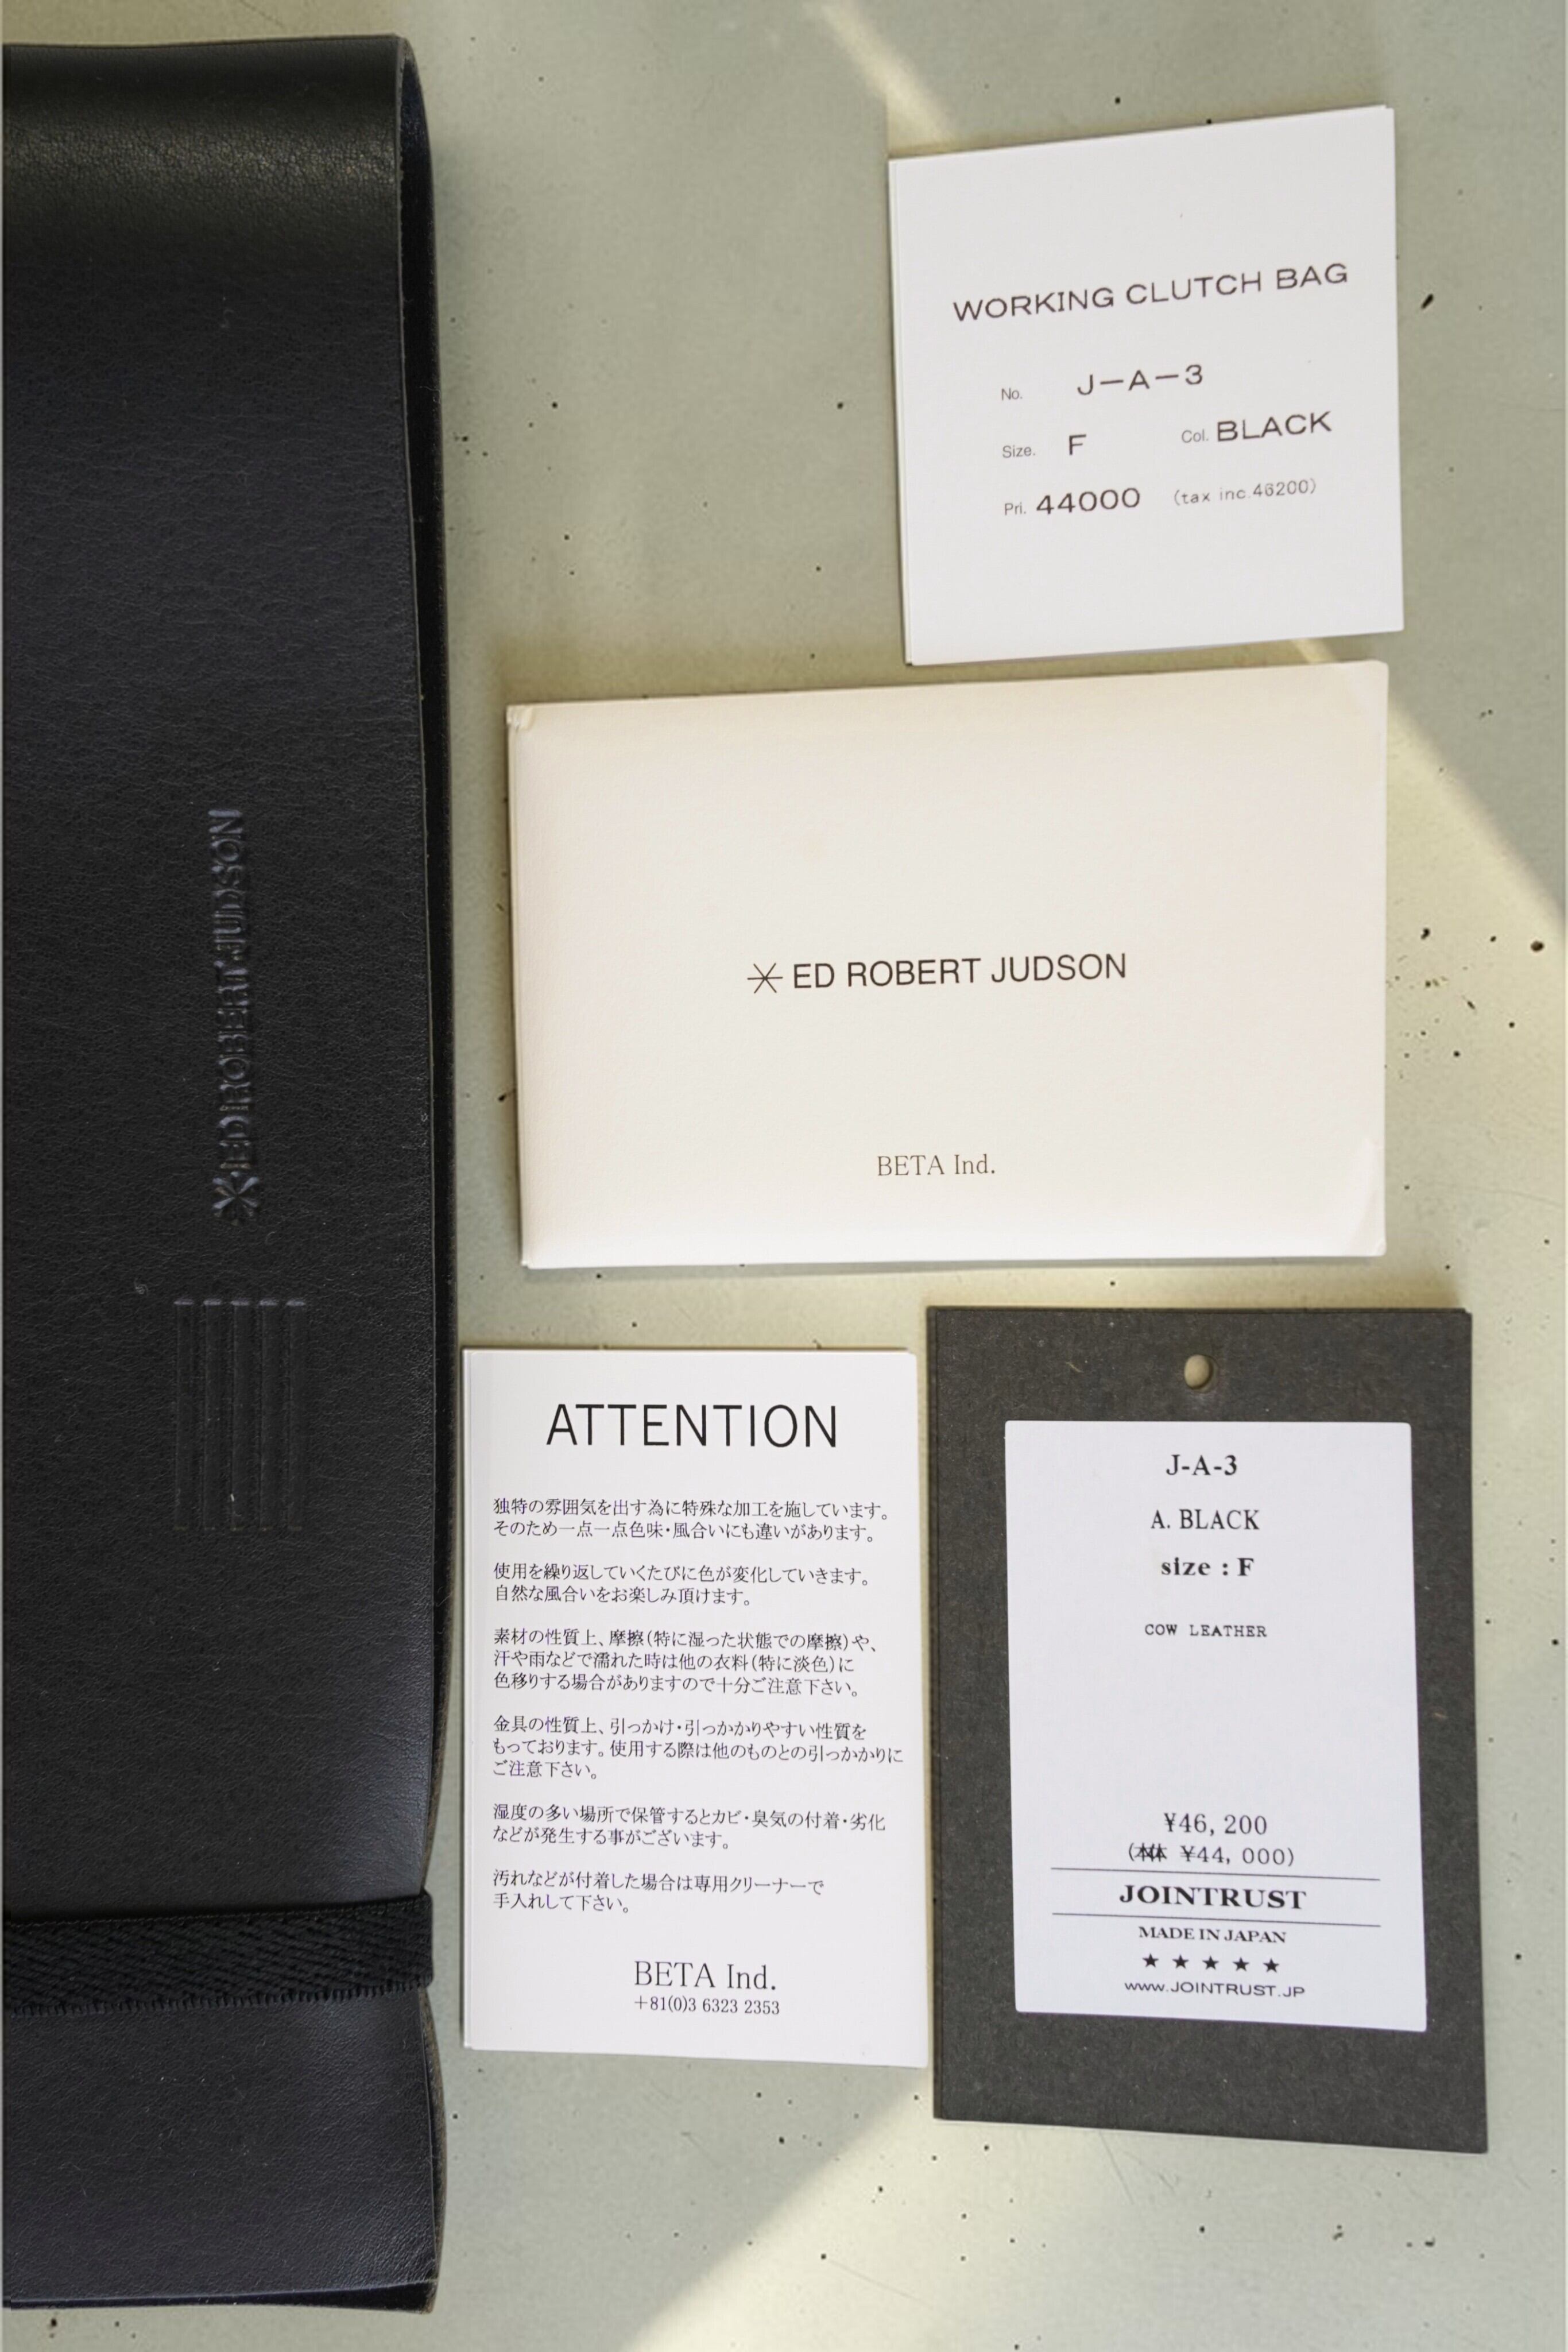 WORKING CLUTCH BAG
No. J-A-3
Size. F Col. BLACK
Pri. 44000 (tax inc.46200)
ED ROBERT JUDSON
BETA Ind.
ED ROBERT JUDSON
ATTENTION
独特の雰囲気を出す為に特殊な加工を施しています。
そのため一点一点色味・風合いにも違いがあります。
使用を繰り返していくたびに色が変化していきます。
自然な風合いをお楽しみ頂けます。
素材の性質上、摩擦(特に湿った状態での摩擦)や、
汗や雨などで濡れた時は他の衣料(特に淡色)に
色移りする場合がありますので十分ご注意下さい。
金具の性質上、引っかけ・引っかかりやすい性質を
もっております。使用する際は他のものとの引っかかりに
ご注意下さい。
湿度の多い場所で保管するとカビ・臭気の付着・劣化
などが発生する事がございます。
汚れなどが付着した場合は専用クリーナーで
手入れして下さい。
BETA Ind.
+81(0)3 6323 2353
J-A-3
A. BLACK
size : F
COW LEATHER
¥46, 200
(本体 ¥44, 000)
JOINTRUST
MADE IN JAPAN
★ ★ ★ ★ ★
www.JOINTRUST.JP